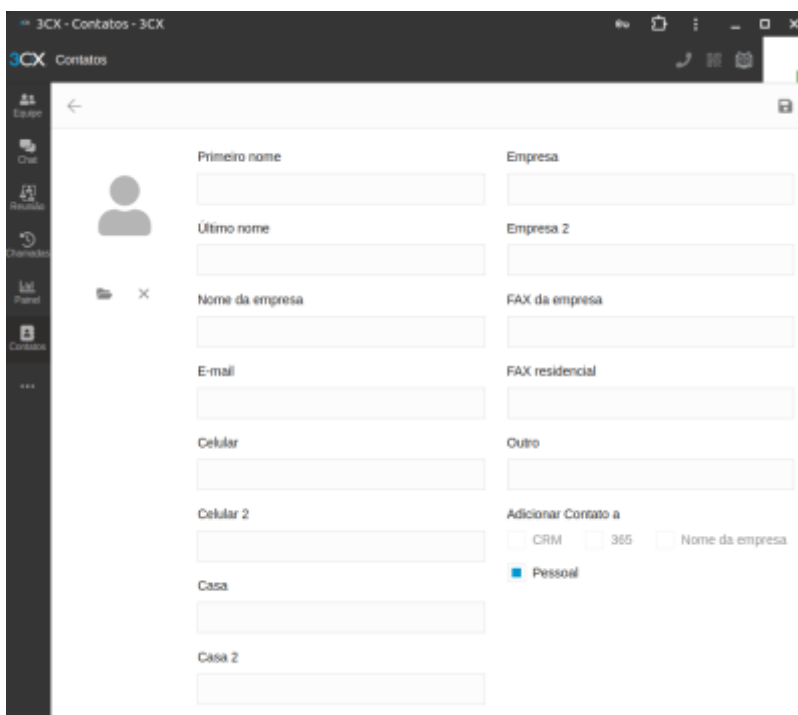 3CX - Contatos - 3CX
3CX Contatos
Equipe
Chat
Reunião
Chamadas
Painel
Contatos
Primeiro nome
Empresa
Último nome
Empresa 2
Nome da empresa
FAX da empresa
E-mail
FAX residencial
Celular
Outro
Celular 2
Adicionar Contato a
CRM 365 Nome da empresa
Pessoal
Casa
Casa 2